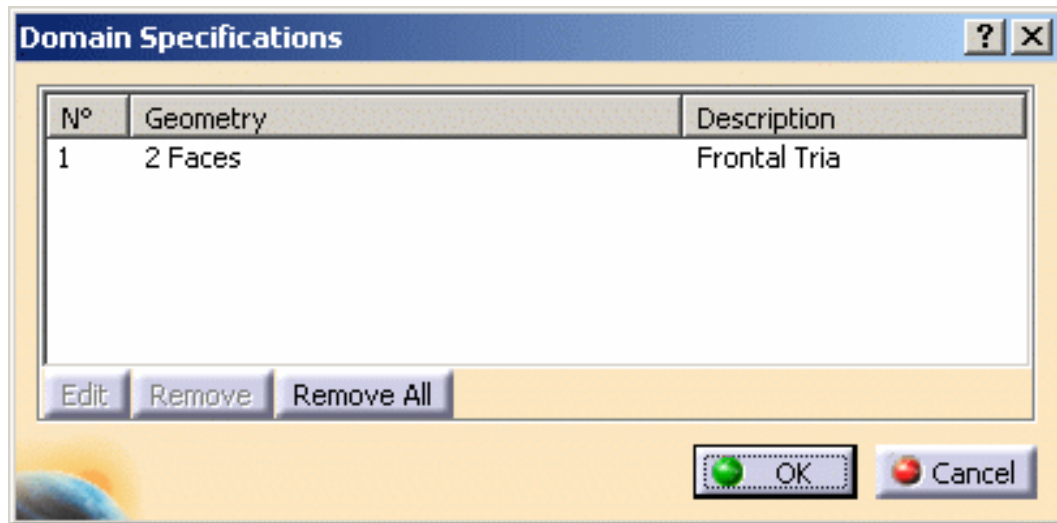 Domain Specifications ? X
N° Geometry Description
1 2 Faces Frontal Tria
Edit Remove Remove All
OK Cancel